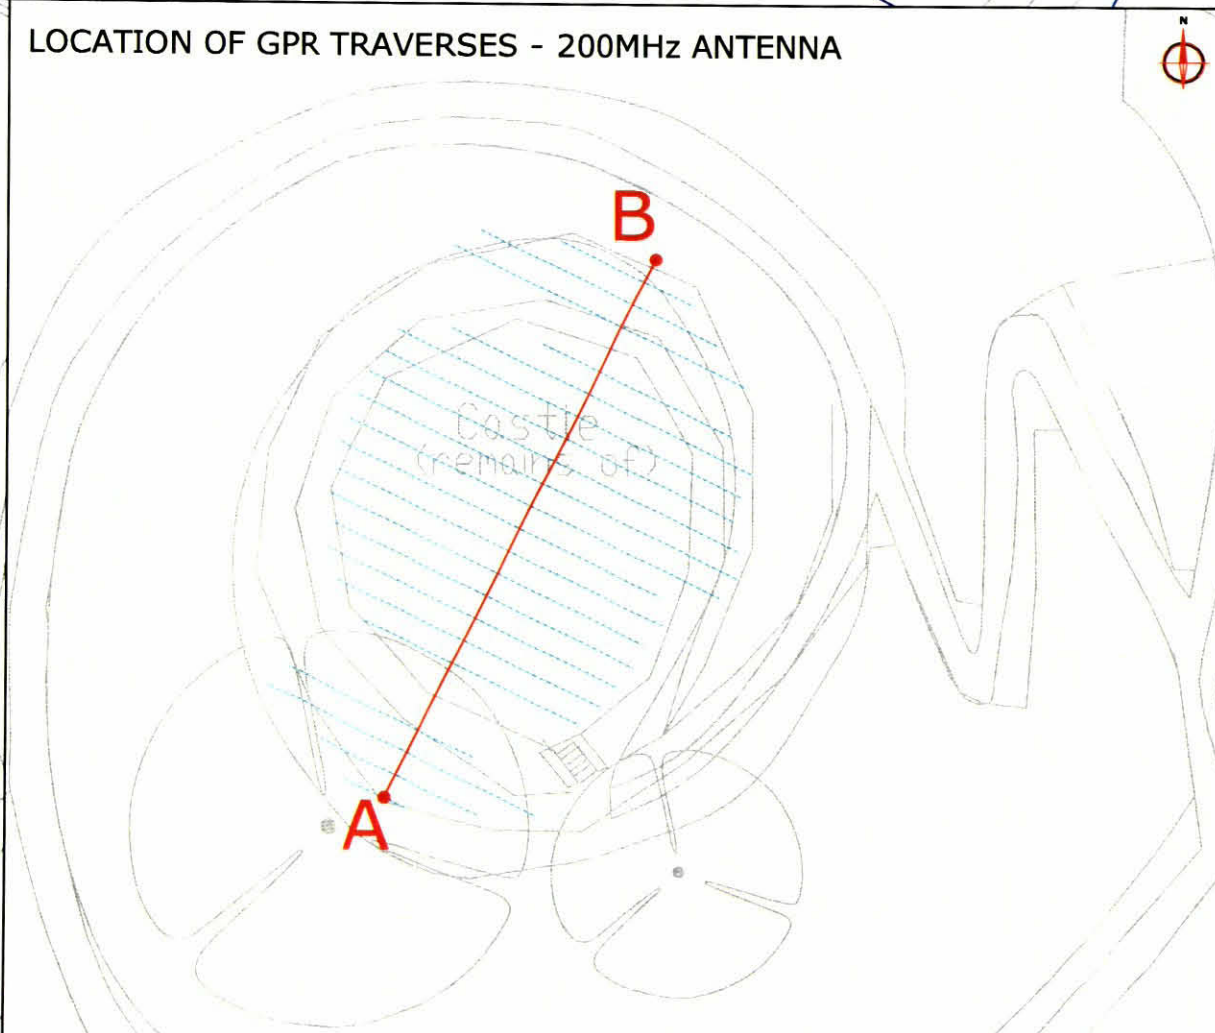 LOCATION OF GPR TRAVERSES - 200MHz ANTENNA
N
B
Castle
(remains of)
A